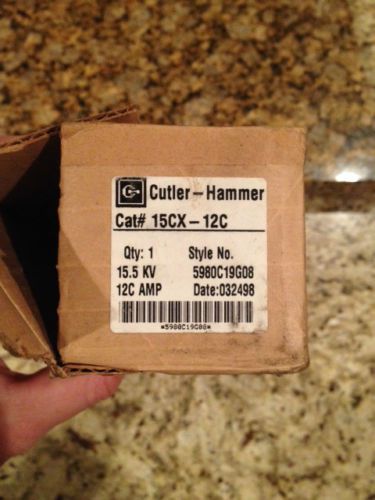 Cutler-Hammer
Cat# 15CX-12C
Qty: 1 Style No.
15.5 KV 5980C19G08
12C AMP Date:032498
*5980C19G08*